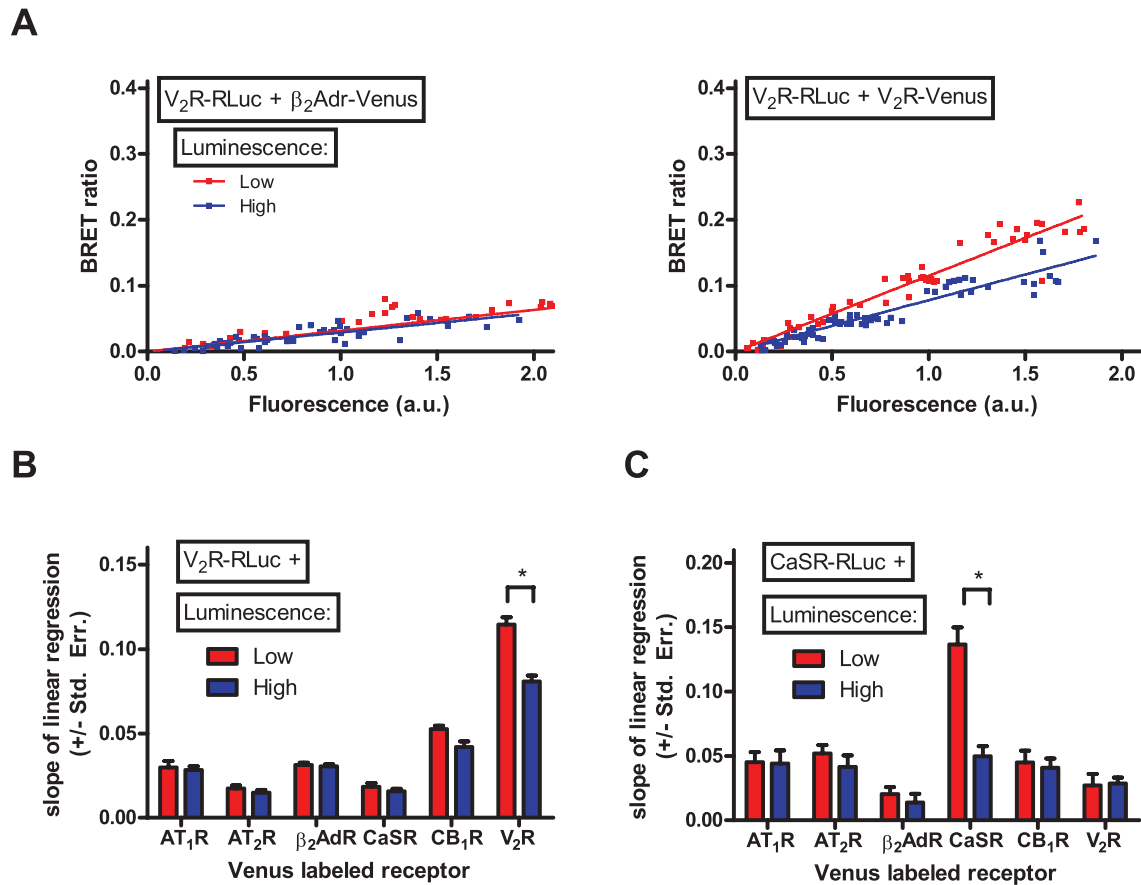 A
V₂R-RLuc + β₂Adr-Venus
Luminescence:
Low
High
BRET ratio
0.4
0.3
0.2
0.1
0.0
0.0 0.5 1.0 1.5 2.0
Fluorescence (a.u.)
V₂R-RLuc + V₂R-Venus
BRET ratio
0.4
0.3
0.2
0.1
0.0
0.0 0.5 1.0 1.5 2.0
Fluorescence (a.u.)
B
V₂R-RLuc +
Luminescence:
Low
High
*
slope of linear regression
(+/- Std. Err.)
0.15
0.10
0.05
0.00
AT₁R AT₂R β₂AdR CaSR CB₁R V₂R
Venus labeled receptor
C
CaSR-RLuc +
Luminescence:
Low
High
*
slope of linear regression
(+/- Std. Err.)
0.20
0.15
0.10
0.05
0.00
AT₁R AT₂R β₂AdR CaSR CB₁R V₂R
Venus labeled receptor